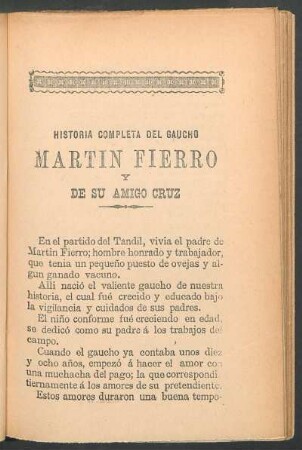 HISTORIA COMPLETA DEL GAUCHO
MARTIN FIERRO
Y
DE SU AMIGO CRUZ
En el partido del Tandil, vivía el padre de
Martin Fierro; hombre honrado y trabajador,
que tenia un pequeño puesto de ovejas y al-
gun ganado vacuno.
Allí nació el valiente gaucho de nuestra
historia, el cual fué crecido y educado bajo
la vigilancia y cuidados de sus padres.
El niño conforme fué creciendo en edad,
se dedicó como su padre á los trabajos del
campo.
Cuando el gaucho ya contaba unos diez
y ocho años, empezó á hacer el amor con
una muchacha del pago; la que correspondí:
tiernamente á los amores de su pretendiente.
Estos amores duraron una buena tempo-